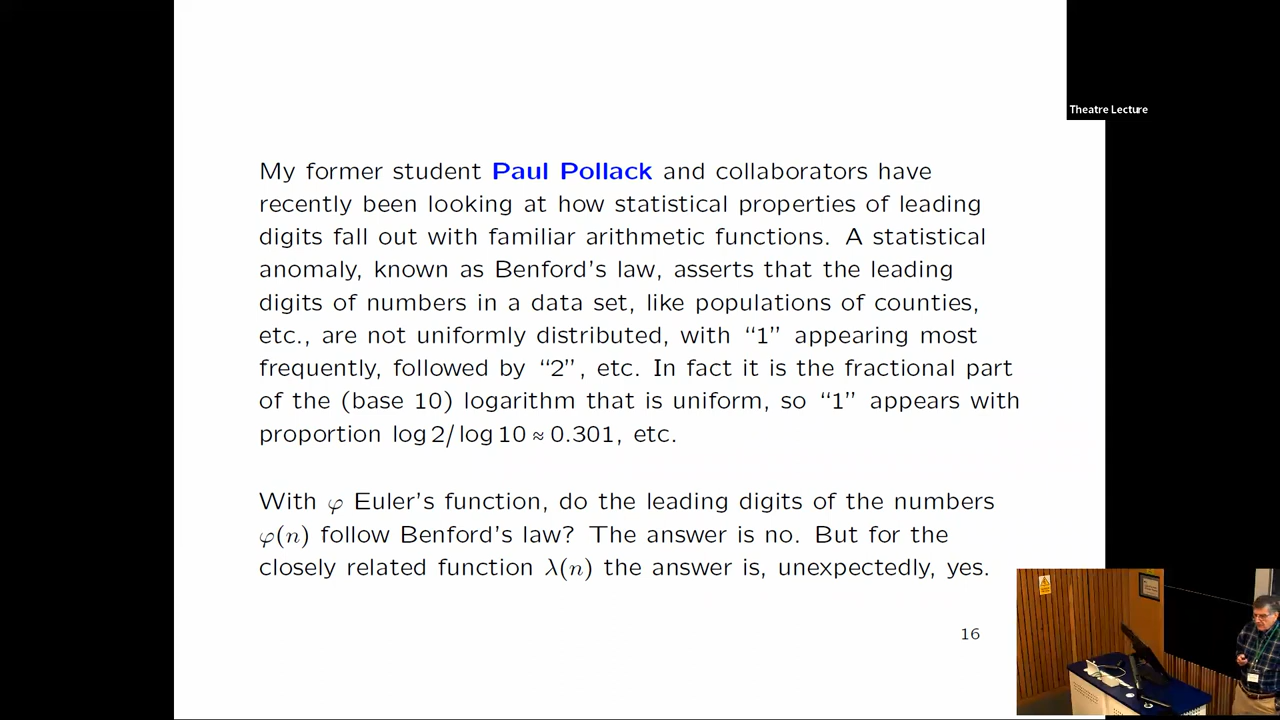 Theatre Lecture
My former student Paul Pollack and collaborators have
recently been looking at how statistical properties of leading
digits fall out with familiar arithmetic functions. A statistical
anomaly, known as Benford's law, asserts that the leading
digits of numbers in a data set, like populations of counties,
etc., are not uniformly distributed, with “1” appearing most
frequently, followed by “2”, etc. In fact it is the fractional part
of the (base 10) logarithm that is uniform, so “1” appears with
proportion log 2/ log 10 ≈ 0.301, etc.
With φ Euler's function, do the leading digits of the numbers
φ(n) follow Benford's law? The answer is no. But for the
closely related function λ(n) the answer is, unexpectedly, yes.
16